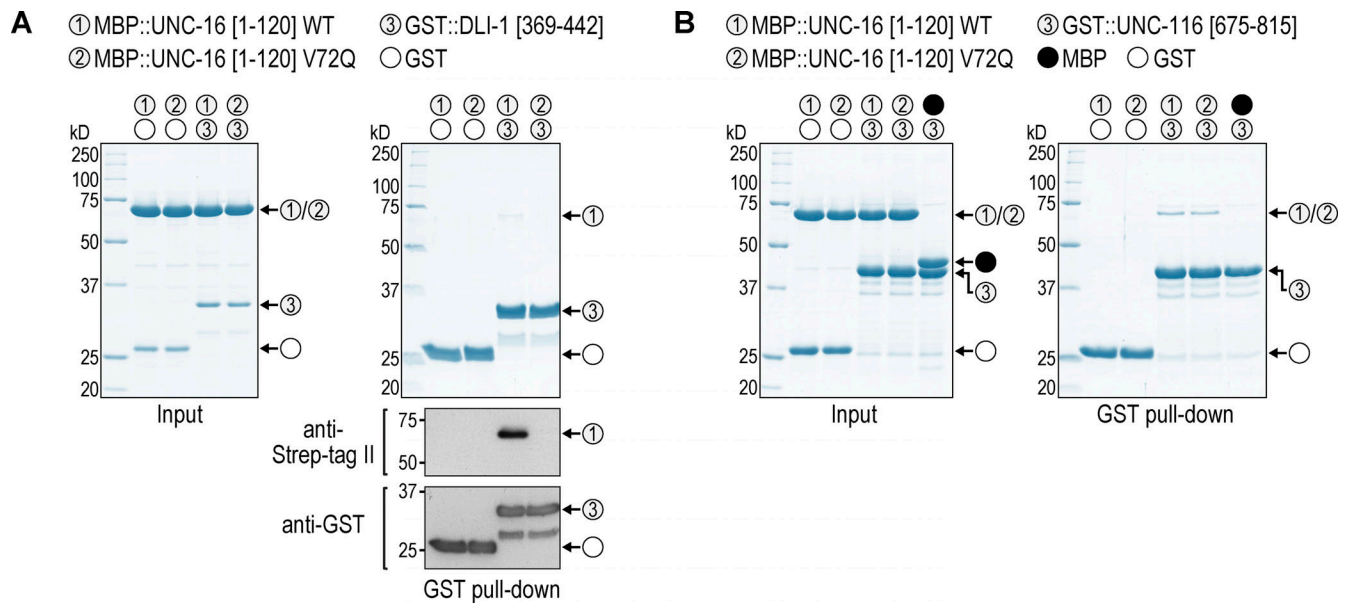 A
① MBP::UNC-16 [1-120] WT ③ GST::DLI-1 [369-442]
② MBP::UNC-16 [1-120] V72Q ○ GST
① ② ① ②
○ ○ ③ ③
kD
250
100
75
50
37
25
20
①/②
③
○
Input
① ② ① ②
○ ○ ③ ③
kD
250
100
75
50
37
25
20
①
③
○
anti-
Strep-tag II
75
50
①
anti-GST
37
25
③
○
GST pull-down
B
① MBP::UNC-16 [1-120] WT ③ GST::UNC-116 [675-815]
② MBP::UNC-16 [1-120] V72Q ● MBP ○ GST
① ② ① ② ●
○ ○ ③ ③ ③
kD
250
100
75
50
37
25
20
①/②
●
③
○
Input
① ② ① ② ●
○ ○ ③ ③ ③
kD
250
100
75
50
37
25
20
①/②
③
○
GST pull-down